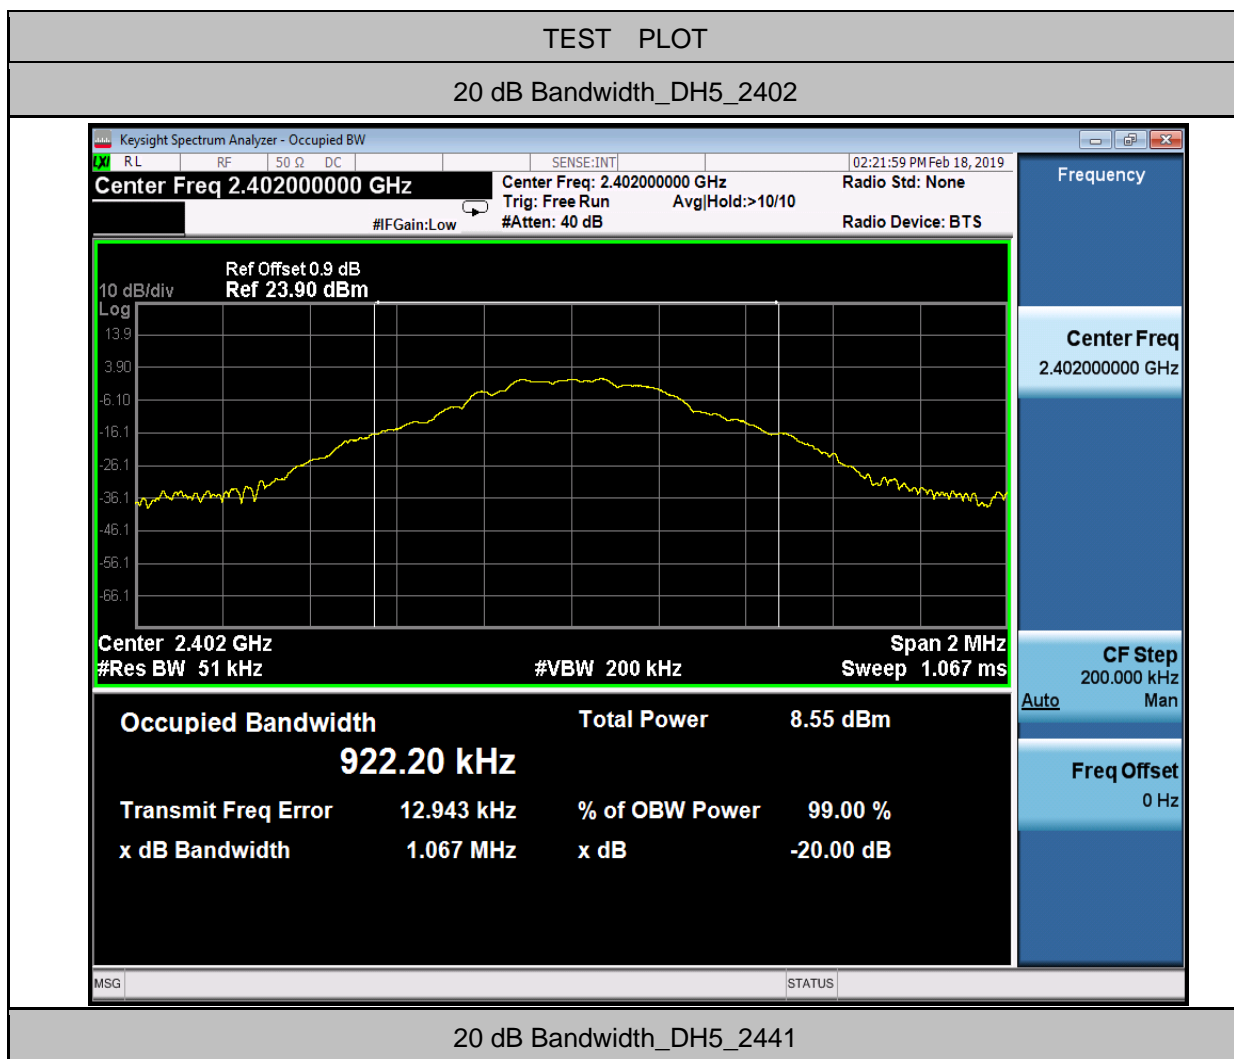 TEST PLOT
20 dB Bandwidth_DH5_2402
Keysight Spectrum Analyzer - Occupied BW
LXI RL RF 50 Ω DC SENSE:INT 02:21:59 PM Feb 18, 2019
Center Freq 2.402000000 GHz
Center Freq: 2.402000000 GHz
Radio Std: None
Trig: Free Run Avg|Hold:>10/10
#IFGain:Low
#Atten: 40 dB
Radio Device: BTS
Ref Offset 0.9 dB
10 dB/div Ref 23.90 dBm
Log
13.9
3.90
-6.10
-16.1
-26.1
-36.1
-46.1
-56.1
-66.1
Center 2.402 GHz Span 2 MHz
#Res BW 51 kHz #VBW 200 kHz Sweep 1.067 ms
Occupied Bandwidth Total Power 8.55 dBm
922.20 kHz
Transmit Freq Error 12.943 kHz % of OBW Power 99.00 %
x dB Bandwidth 1.067 MHz x dB -20.00 dB
MSG STATUS
Frequency
Center Freq
2.402000000 GHz
CF Step
200.000 kHz
Auto Man
Freq Offset
0 Hz
20 dB Bandwidth_DH5_2441